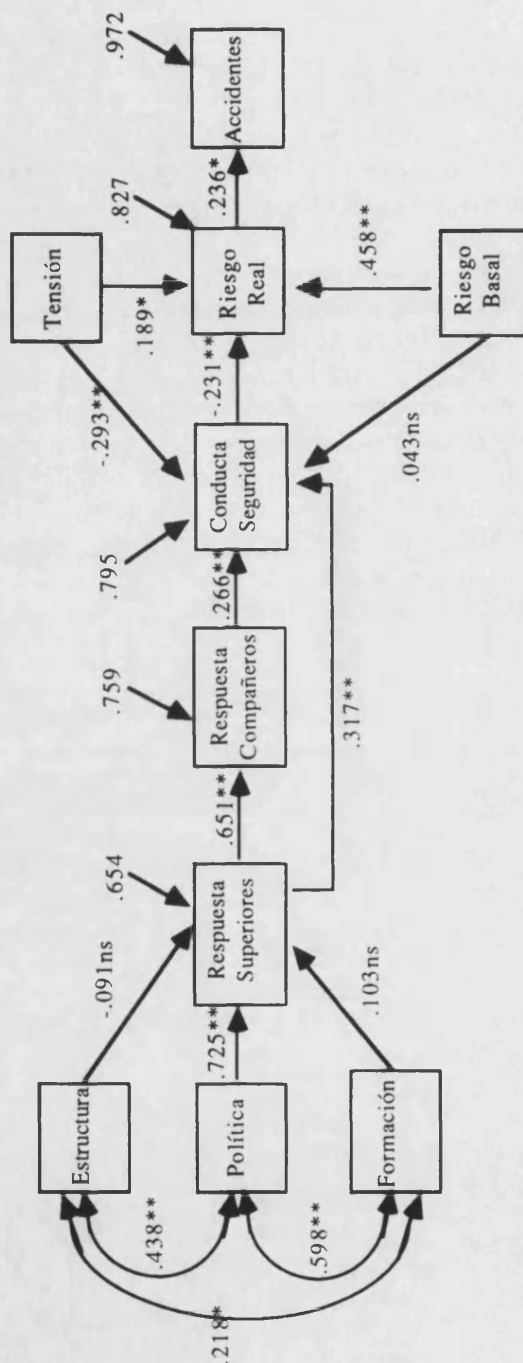 .218*
.438**
.598**
Estructura
Política
Formación
-.091ns
.725**
.103ns
.654
Respuesta
Superiores
.651**
.317**
.759
Respuesta
Compañeros
.266**
.795
Conducta
Seguridad
-.293**
-.231**
.043ns
Tensión
.189*
.827
Riesgo
Real
.458**
Riesgo
Basal
.236*
.972
Accidentes